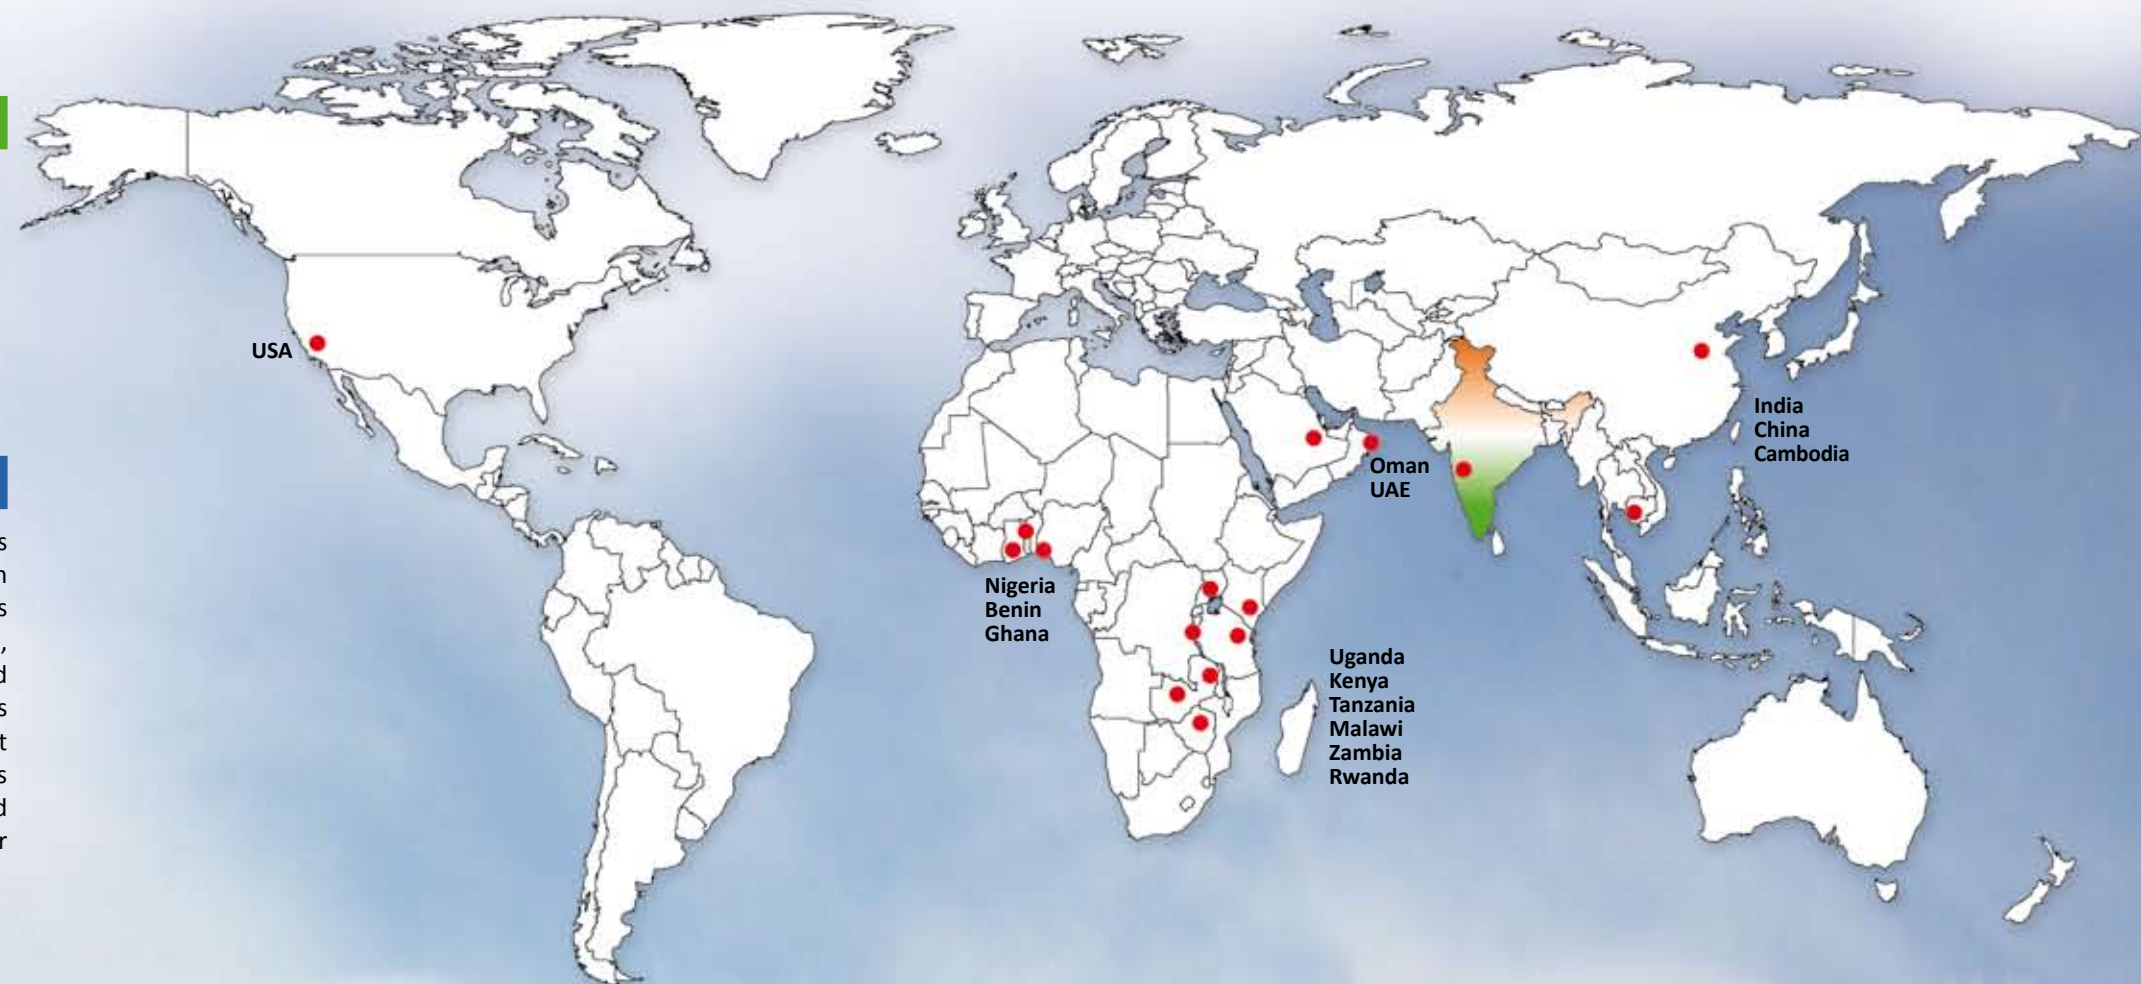 s
n
s
,
d
s
t
s
d
r
USA
Nigeria
Benin
Ghana
Oman
UAE
Uganda
Kenya
Tanzania
Malawi
Zambia
Rwanda
India
China
Cambodia